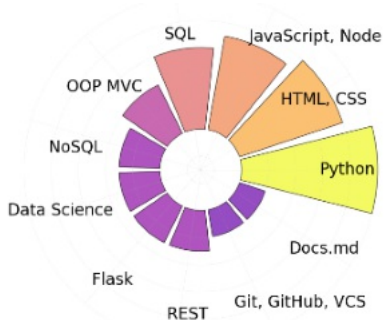 SQL
JavaScript, Node
OOP MVC
HTML, CSS
NoSQL
Python
Data Science
Docs.md
Flask
Git, GitHub, VCS
REST